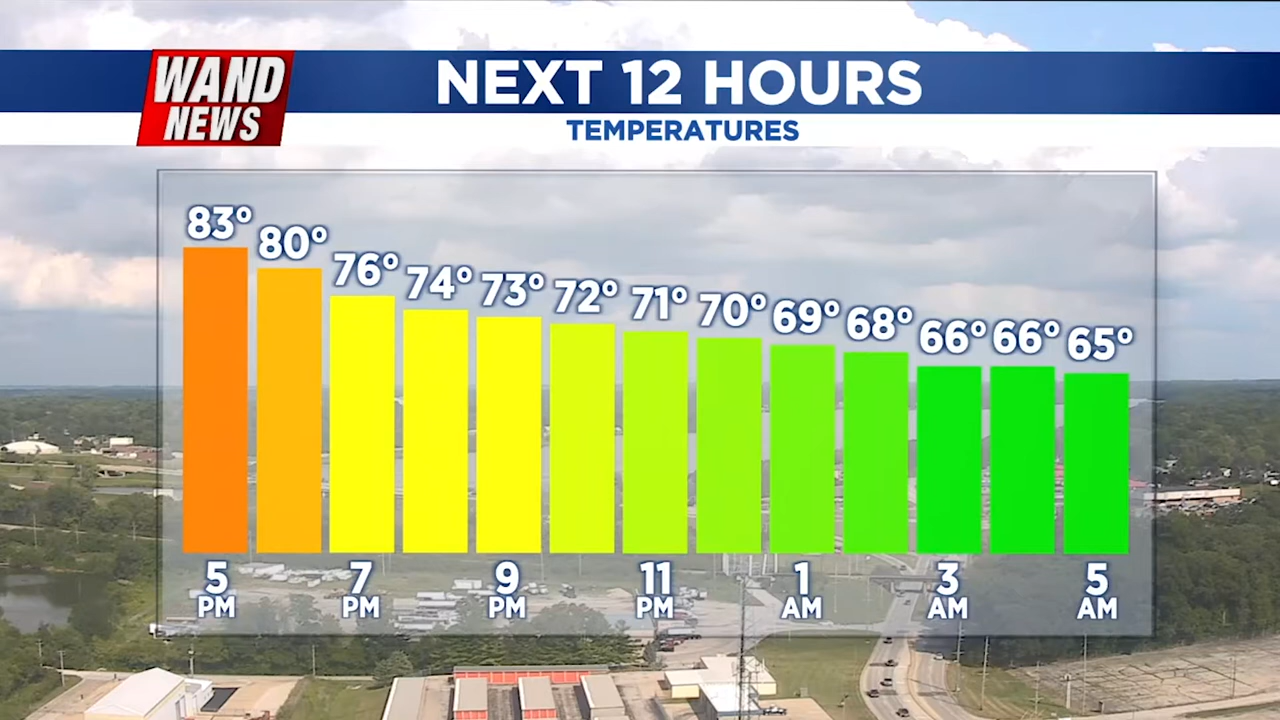 WAND
NEWS
NEXT 12 HOURS
TEMPERATURES
83° 80° 76° 74° 73° 72° 71° 70° 69° 68° 66° 66° 65°
5 7 9 11 1 3 5
PM PM PM PM AM AM AM